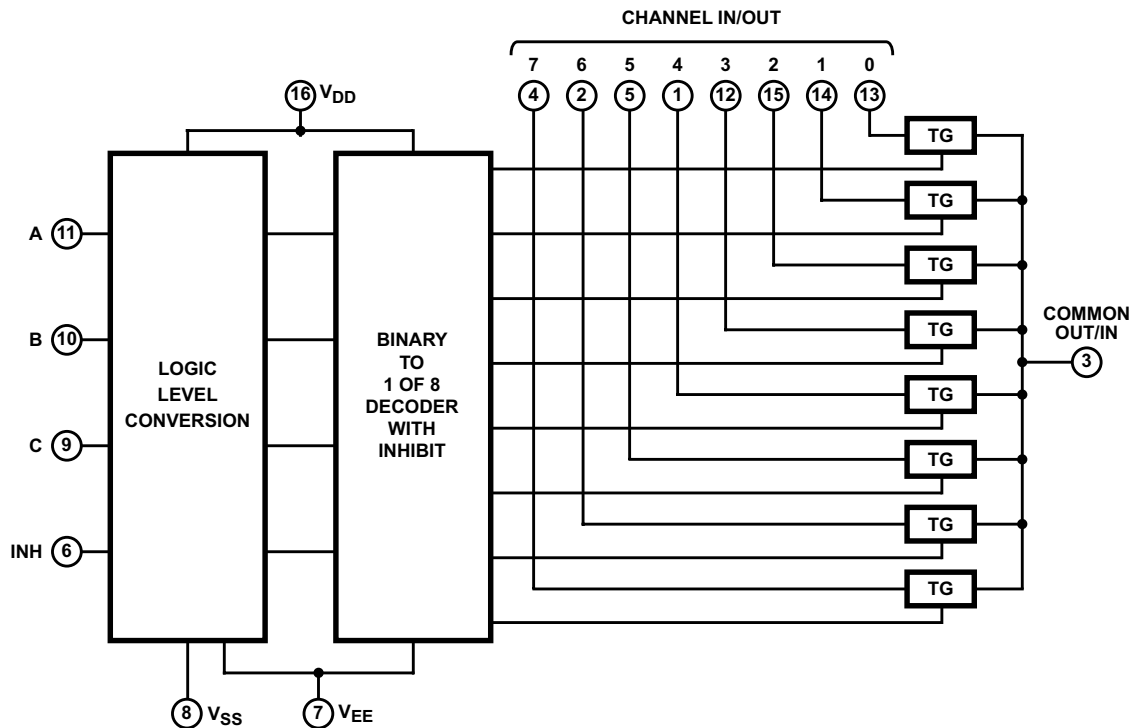 CHANNEL IN/OUT
7 6 5 4 3 2 1 0
4 2 5 1 12 15 14 13
16 VDD
TG
TG
TG
TG
TG
TG
TG
TG
A 11
B 10
C 9
INH 6
LOGIC
LEVEL
CONVERSION
BINARY
TO
1 OF 8
DECODER
WITH
INHIBIT
COMMON
OUT/IN
3
8 VSS
7 VEE